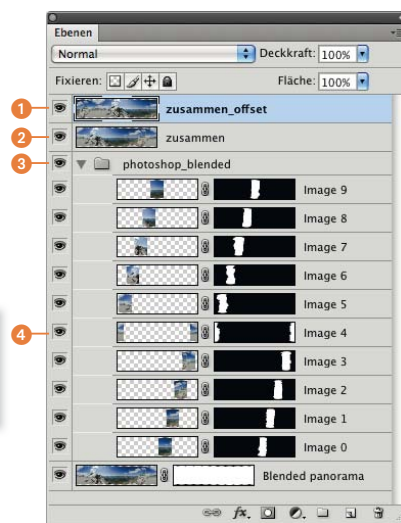 Ebenen
Normal Deckkraft: 100%
Fixieren: Fläche: 100%
1 zusammen_offset
2 zusammen
3 photoshop_blended
Image 9
Image 8
Image 7
Image 6
Image 5
4 Image 4
Image 3
Image 2
Image 1
Image 0
Blended panorama
fx.